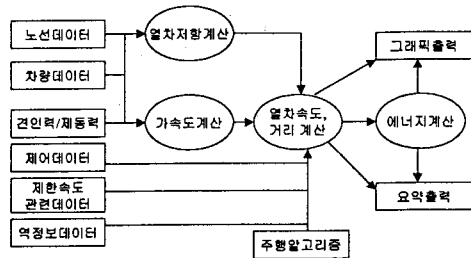 노선데이터
열차저항계산
그래픽출력
차량데이터
견인력/제동력
가속도계산
열차속도,
거리 계산
에너지계산
제어데이터
제한속도
관련데이터
요약출력
역정보데이터
주행알고리즘